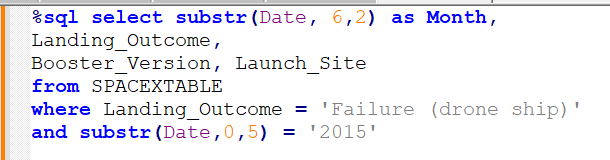 %sql select substr(Date, 6,2) as Month,
Landing_Outcome,
Booster_Version, Launch_Site
from SPACEXTABLE
where Landing_Outcome = 'Failure (drone ship)'
and substr(Date,0,5) = '2015'